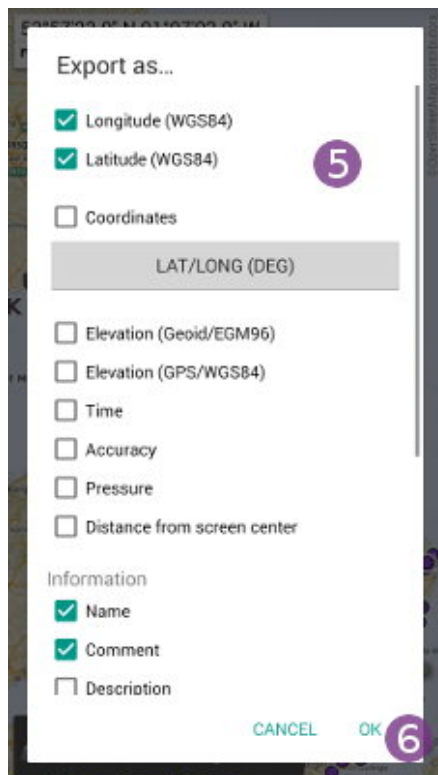 Export as...
Longitude (WGS84)
Latitude (WGS84)
5
Coordinates
LAT/LONG (DEG)
Elevation (Geoid/EGM96)
Elevation (GPS/WGS84)
Time
Accuracy
Pressure
Distance from screen center
Information
Name
Comment
Description
CANCEL
OK
6